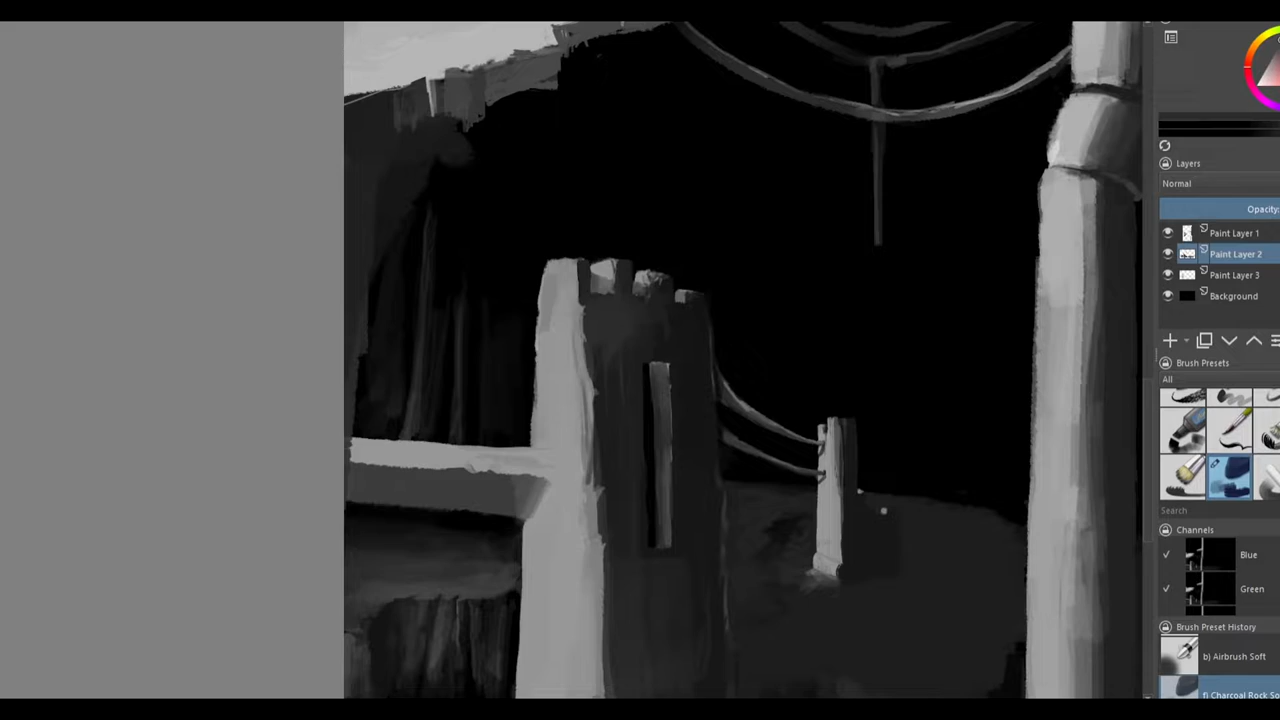 Layers
Normal
Opacity:
Paint Layer 1
Paint Layer 2
Paint Layer 3
Background
Brush Presets
All
Search
Channels
Blue
Green
Brush Preset History
b) Airbrush Soft
f) Charcoal Rock So